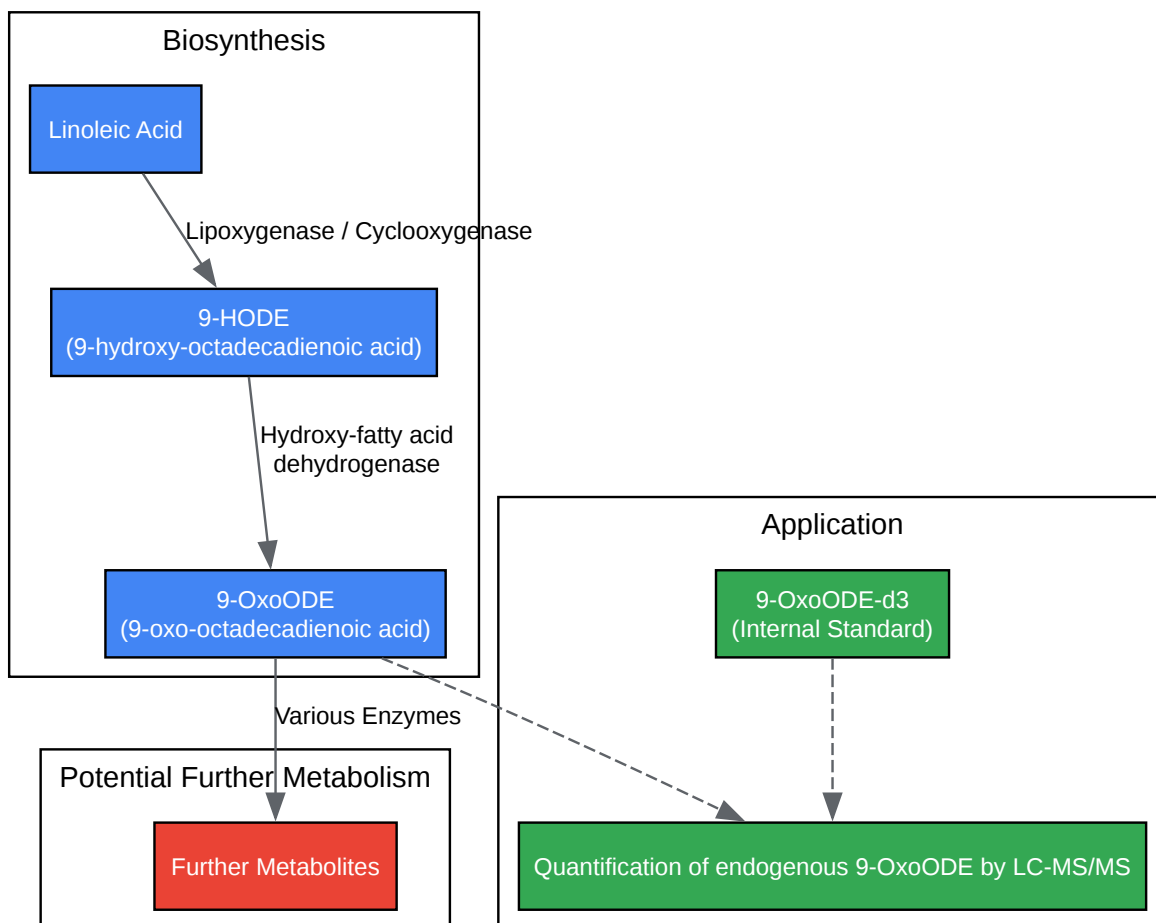 Biosynthesis
Linoleic Acid
Lipoxygenase / Cyclooxygenase
9-HODE
(9-hydroxy-octadecadienoic acid)
Hydroxy-fatty acid
dehydrogenase
9-OxoODE
(9-oxo-octadecadienoic acid)
Various Enzymes
Potential Further Metabolism
Further Metabolites
Application
9-OxoODE-d3
(Internal Standard)
Quantification of endogenous 9-OxoODE by LC-MS/MS